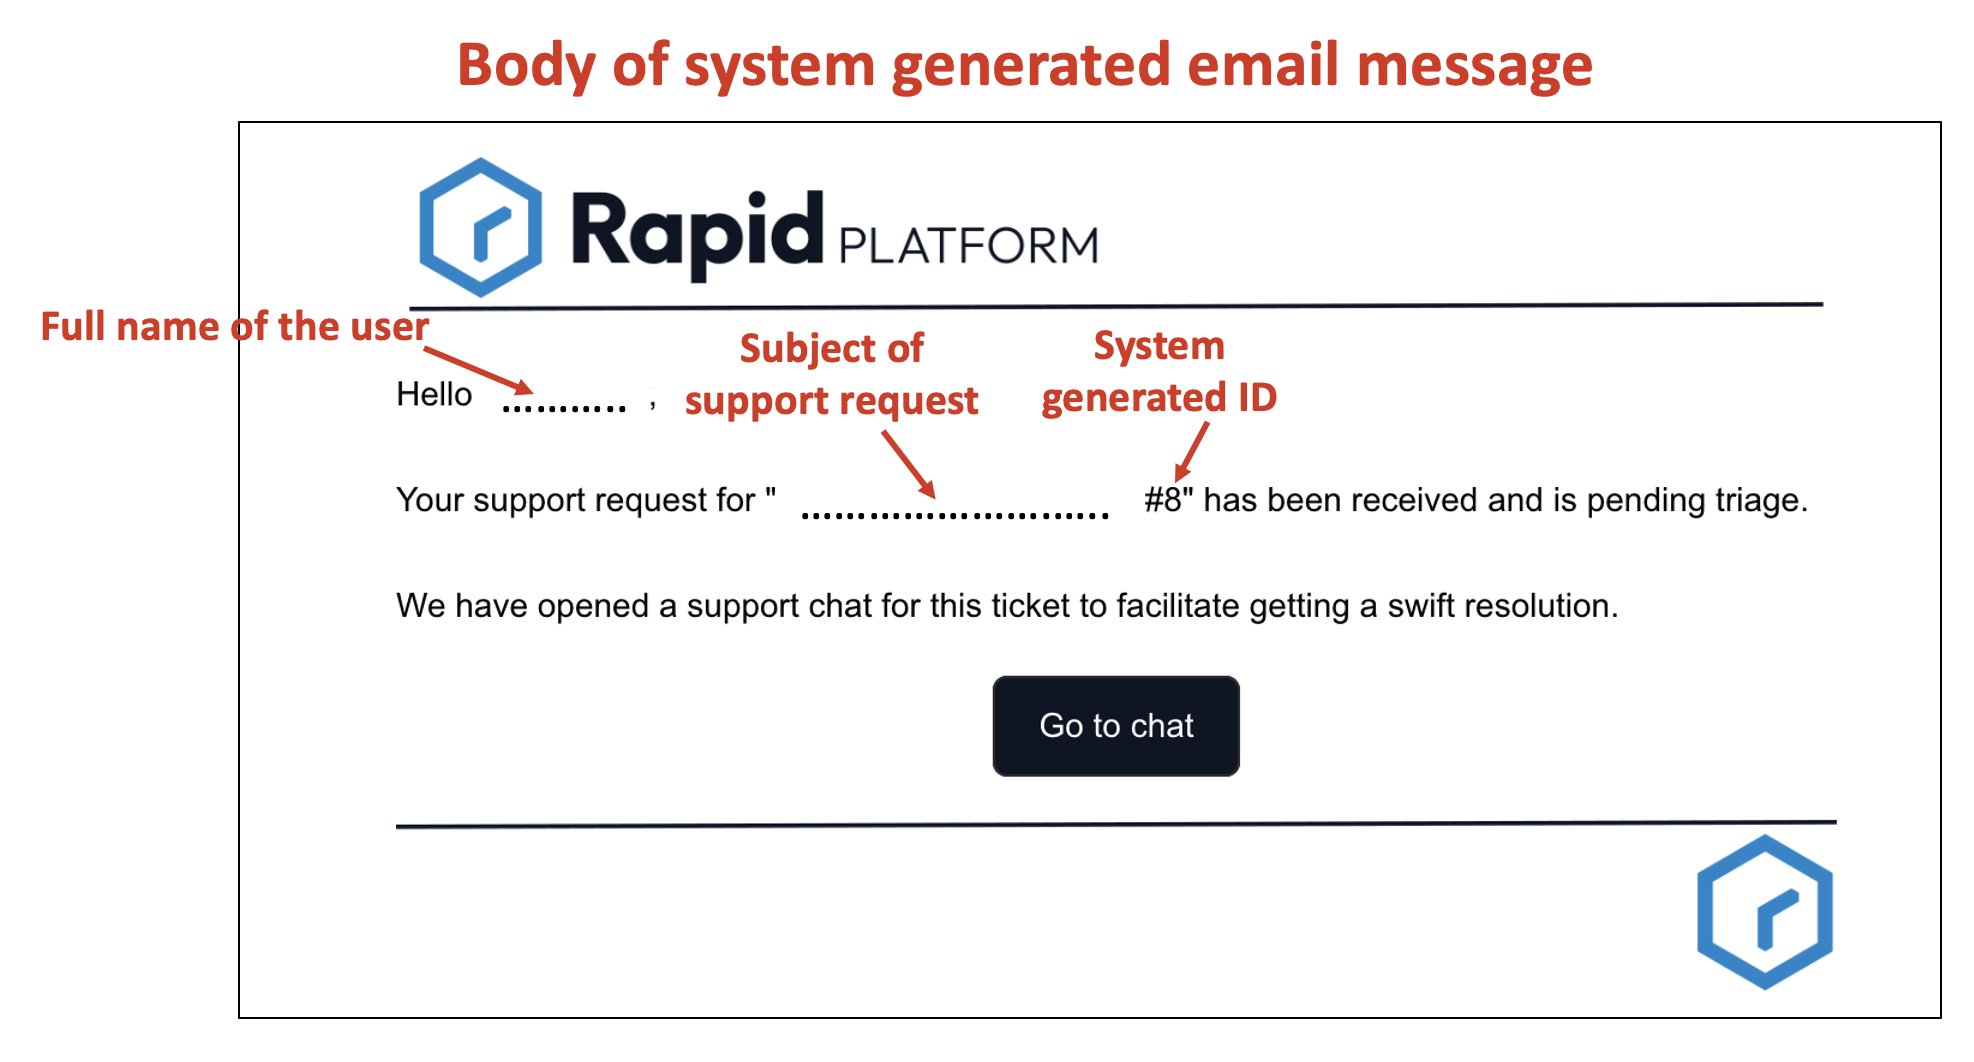 Body of system generated email message
Rapid PLATFORM
Full name of the user
Subject of
support request
System
generated ID
Hello ........... ,
Your support request for " ........................... #8" has been received and is pending triage.
We have opened a support chat for this ticket to facilitate getting a swift resolution.
Go to chat